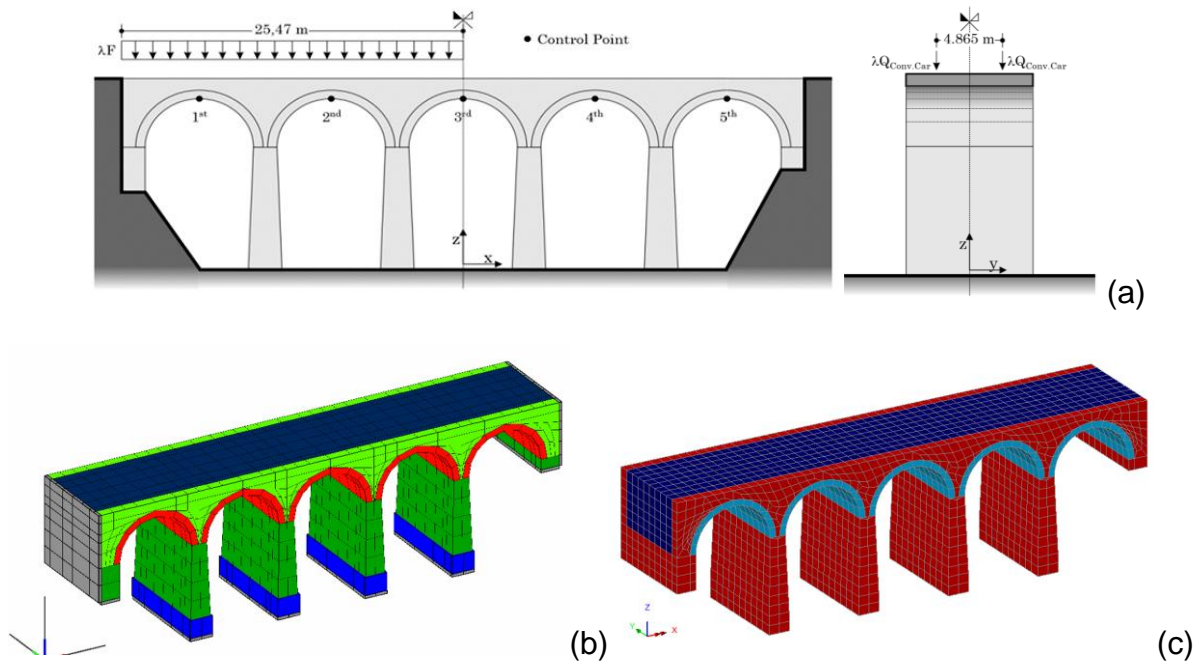 25,47 m
λF
● Control Point
1st 2nd 3rd 4th 5th
z
x
4.865 m
λQConv.Car λQConv.Car
z
y
(a)
(b)
Z
Y X
(c)